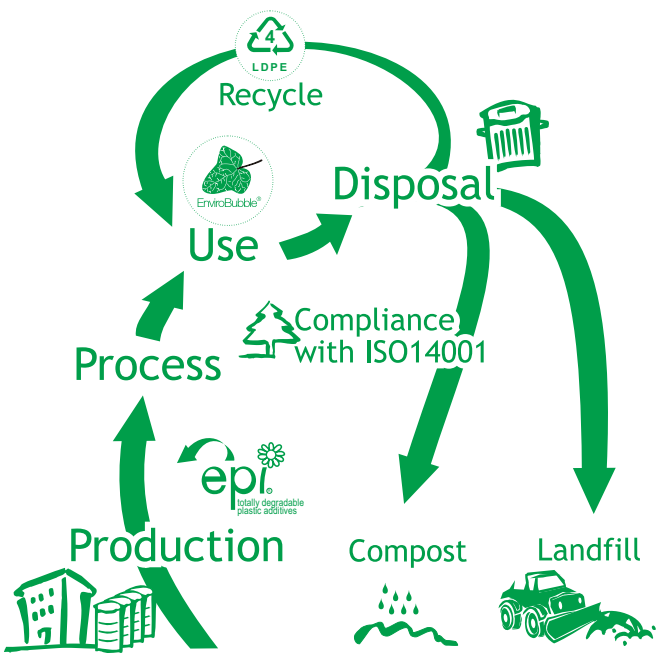 4
LDPE
Recycle
EnviroBubble®
Disposal
Use
Compliance
with ISO14001
Process
epi®
totally degradable
plastic additives
Production
Compost
Landfill